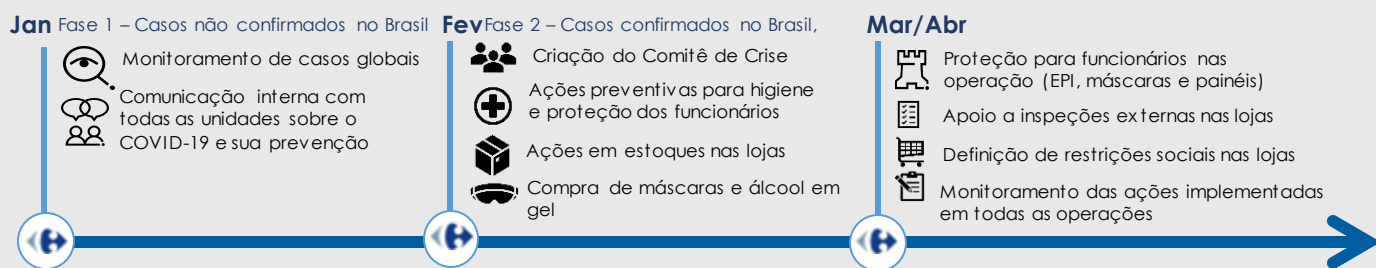 Jan Fase 1 – Casos não confirmados no Brasil
Monitoramento de casos globais
Comunicação interna com
todas as unidades sobre o
COVID-19 e sua prevenção
Fev Fase 2 – Casos confirmados no Brasil,
Criação do Comitê de Crise
Ações preventivas para higiene
e proteção dos funcionários
Ações em estoques nas lojas
Compra de máscaras e álcool em
gel
Mar/Abr
Proteção para funcionários nas
operação (EPI, máscaras e painéis)
Apoio a inspeções externas nas lojas
Definição de restrições sociais nas lojas
Monitoramento das ações implementadas
em todas as operações